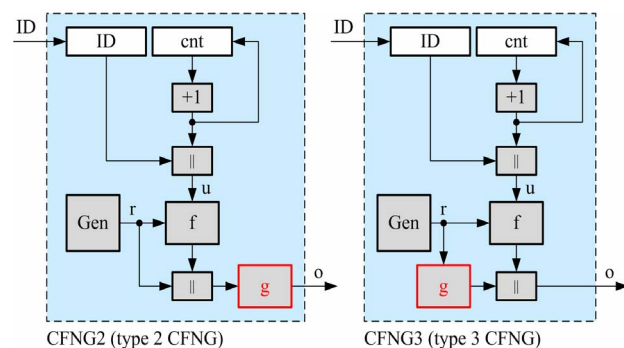 ID
ID
cnt
+1
||
u
Gen
r
f
||
g
o
CFNG2 (type 2 CFNG)
ID
ID
cnt
+1
||
u
Gen
r
f
g
||
o
CFNG3 (type 3 CFNG)